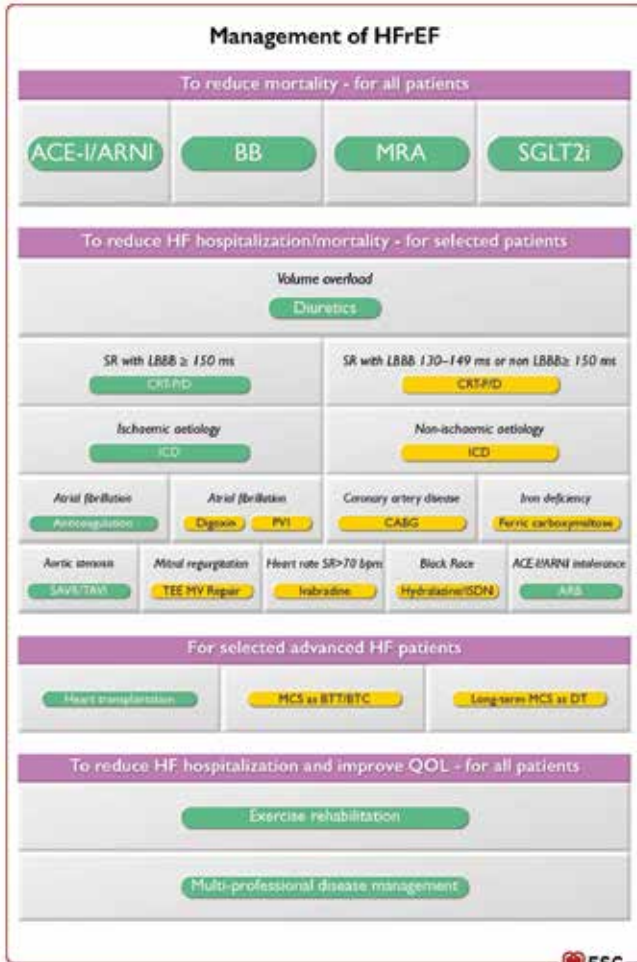 Management of HFrEF
To reduce mortality - for all patients
ACE-I/ARNI BB MRA SGLT2i
To reduce HF hospitalization/mortality - for selected patients
Volume overload
Diuretics
SR with LBBB ≥ 150 ms SR with LBBB 130–149 ms or non LBBB≥ 150 ms
CRT-P/D CRT-P/D
Ischaemic aetiology Non-ischaemic aetiology
ICD ICD
Atrial fibrillation Atrial fibrillation Coronary artery disease Iron deficiency
Anticoagulation Digoxin PVI CABG Ferric carboxymaltose
Aortic stenosis Mitral regurgitation Heart rate SR>70 bpm Black Race ACE-I/ARNI intolerance
SAVR/TAVI TEE MV Repair Ivabradine Hydralazine/ISDN ARB
For selected advanced HF patients
Heart transplantation MCS as BTT/BTC Long-term MCS as DT
To reduce HF hospitalization and improve QOL - for all patients
Exercise rehabilitation
Multi-professional disease management
ESC